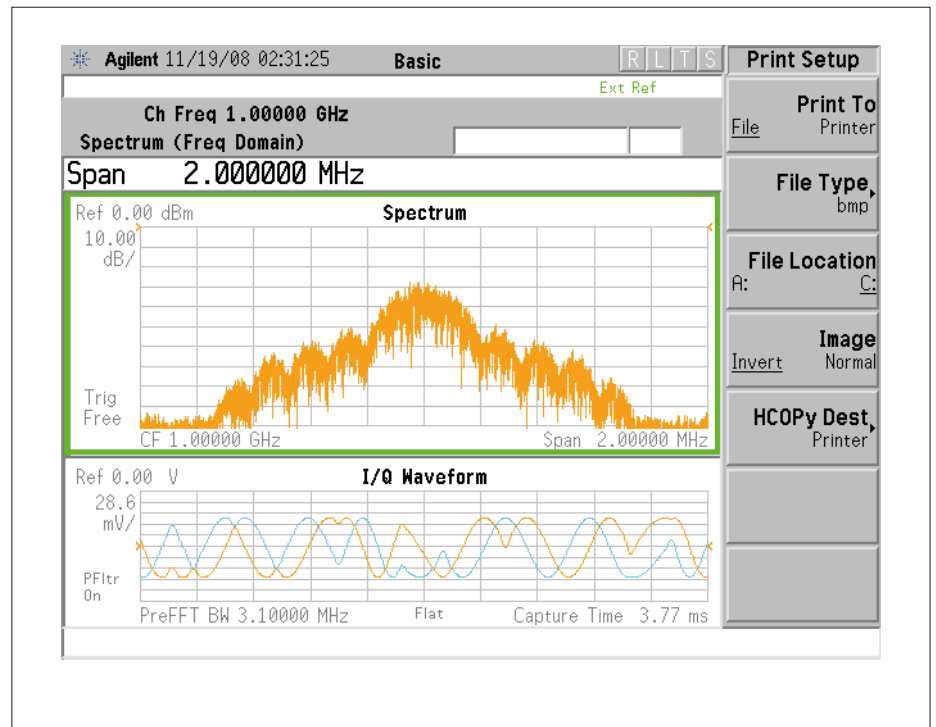 Agilent 11/19/08 02:31:25 Basic R L T S
Ext Ref
Ch Freq 1.00000 GHz
Spectrum (Freq Domain)
Span 2.000000 MHz
Ref 0.00 dBm Spectrum
10.00
dB/
Trig
Free
CF 1.00000 GHz Span 2.00000 MHz
Ref 0.00 V I/Q Waveform
28.6
mV/
PFltr
On
PreFFT BW 3.10000 MHz Flat Capture Time 3.77 ms
Print Setup
Print To
File Printer
File Type
bmp
File Location
A: C:
Image
Invert Normal
HCOPy Dest
Printer